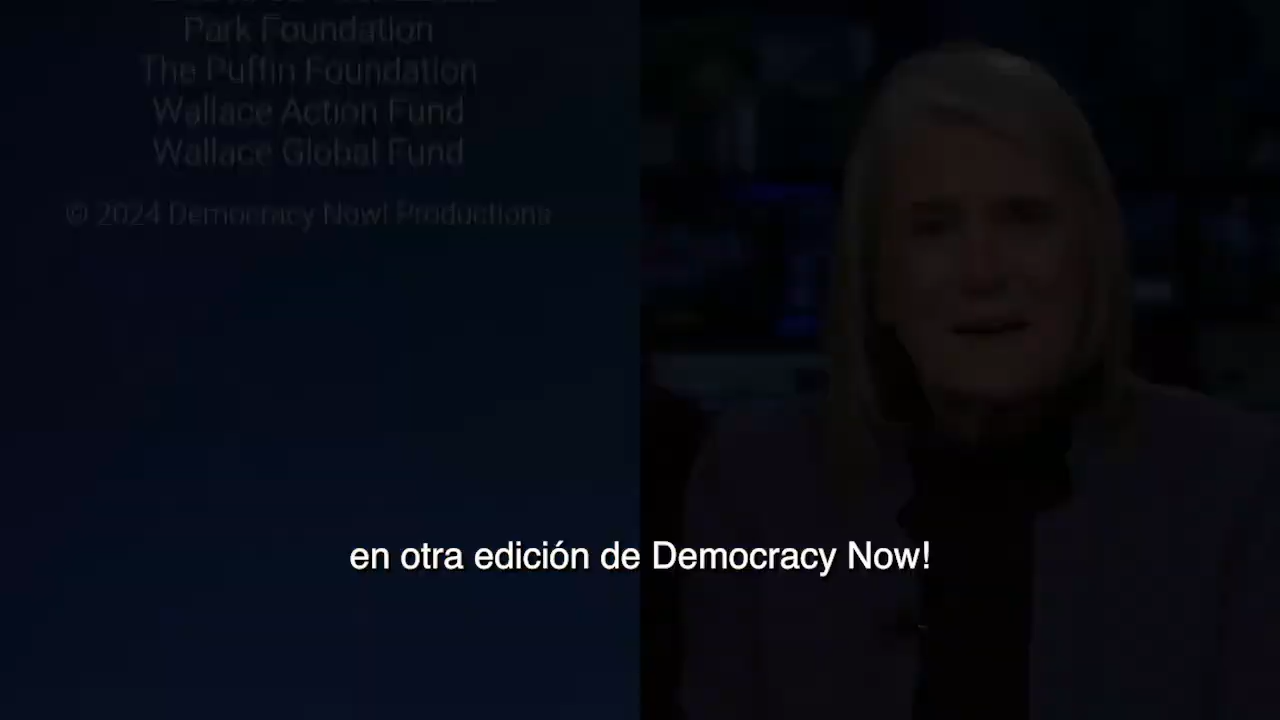 Park Foundation
The Puffin Foundation
Wallace Action Fund
Wallace Global Fund
© 2024 Democracy Now! Productions
en otra edición de Democracy Now!